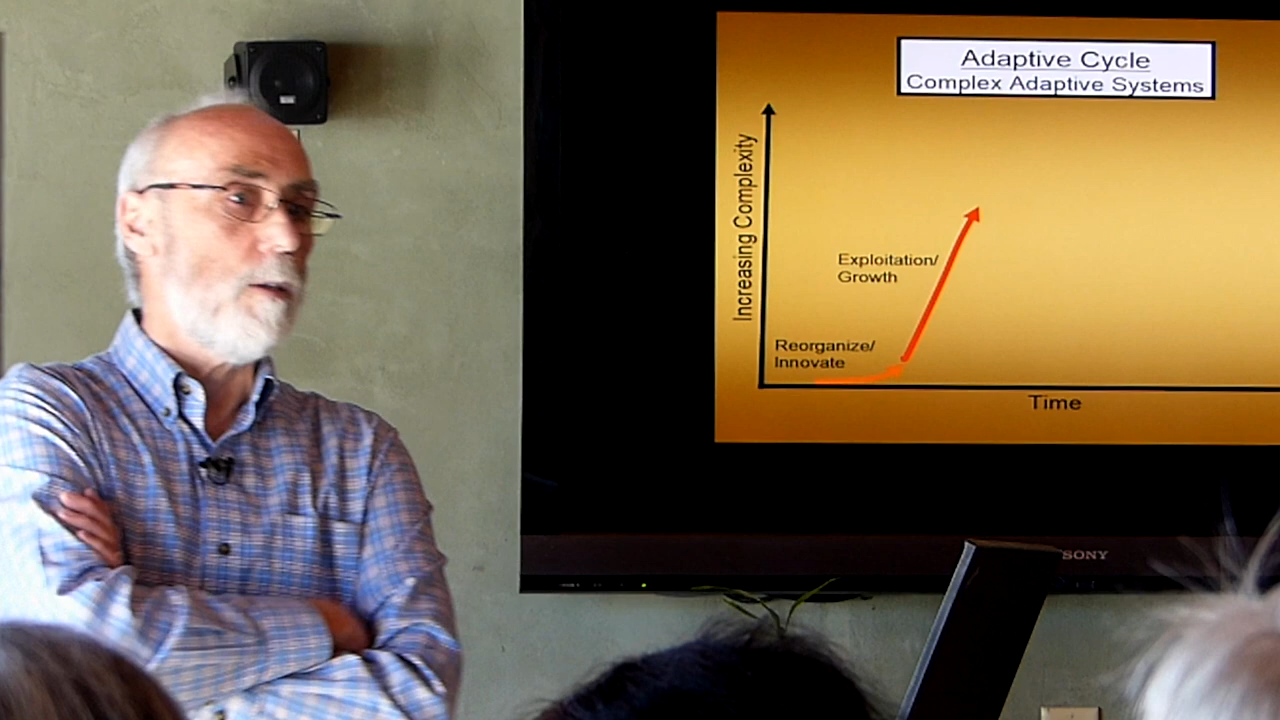 Adaptive Cycle
Complex Adaptive Systems
Increasing Complexity
Exploitation/
Growth
Reorganize/
Innovate
Time
SONY